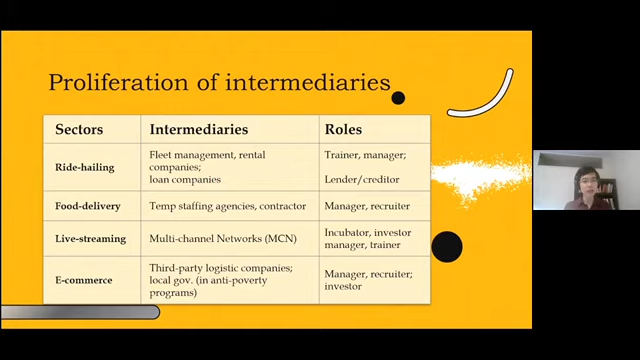 Proliferation of intermediaries
Sectors Intermediaries Roles
Ride-hailing
Fleet management, rental
companies;
loan companies
Trainer, manager;
Lender/creditor
Food-delivery Temp staffing agencies, contractor Manager, recruiter
Live-streaming Multi-channel Networks (MCN)
Incubator, investor
manager, trainer
E-commerce
Third-party logistic companies;
local gov. (in anti-poverty
programs)
Manager, recruiter;
investor